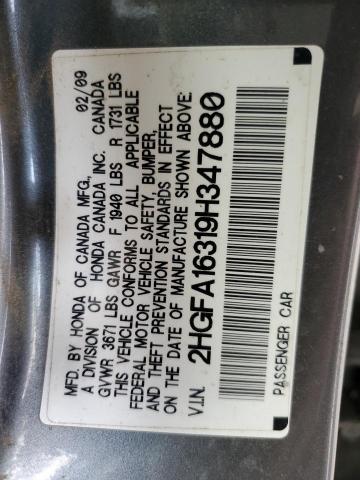 MFD. BY HONDA OF CANADA MFG., 02/09
A DIVISION OF HONDA CANADA INC. CANADA
GVWR 3671 LBS GAWR F 1940 LBS R 1731 LBS
THIS VEHICLE CONFORMS TO ALL APPLICABLE
FEDERAL MOTOR VEHICLE SAFETY, BUMPER,
AND THEFT PREVENTION STANDARDS IN EFFECT
ON THE DATE OF MANUFACTURE SHOWN ABOVE.
V.I.N. 2HGFA16319H347880
PASSENGER CAR